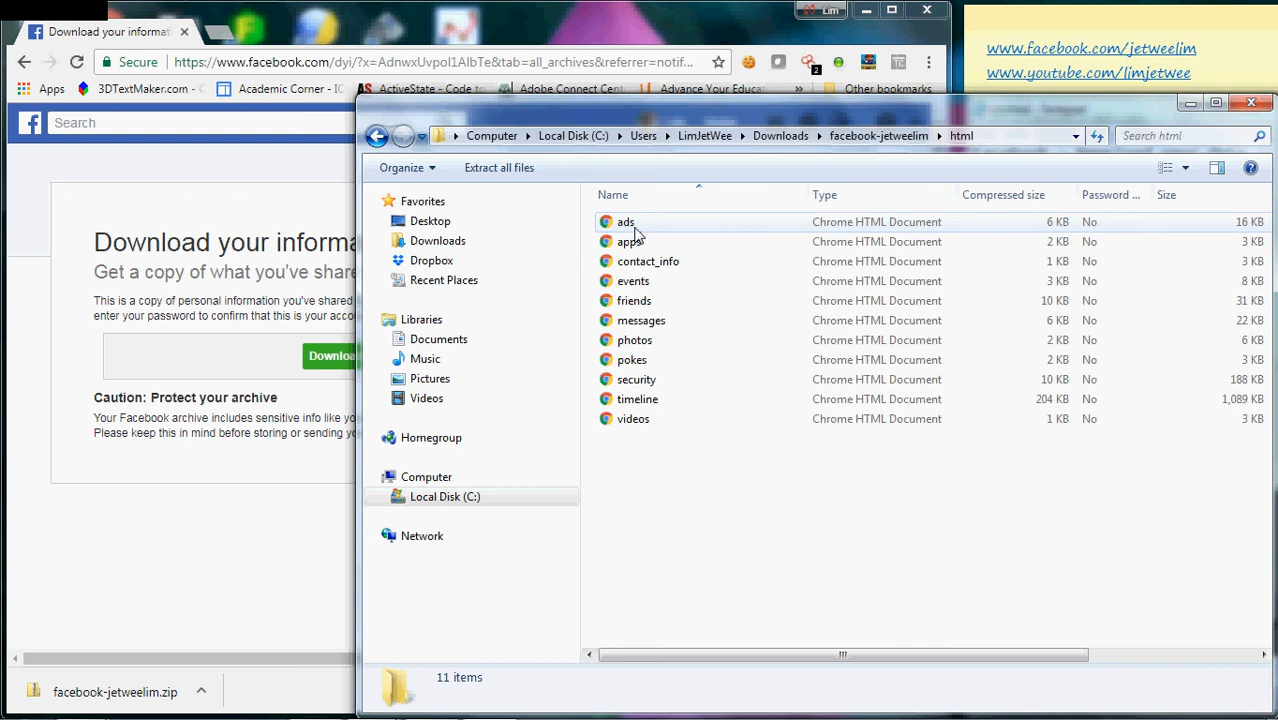 Download your informat
Lim
Secure https://www.facebook.com/dyi/?x=AdnwxUvpoI1AlbTe&tab=all_archives&referrer=notif...
2
Apps 3DTextMaker.com - Academic Corner - IC ActiveState - Code to Adobe Connect Cent Advance Your Educa Other bookmarks
www.facebook.com/jetweelim
www.youtube.com/limjetwee
Search
Download your informa
Get a copy of what you've share
This is a copy of personal information you've shared
enter your password to confirm that this is your acco
Downloa
Caution: Protect your archive
Your Facebook archive includes sensitive info like yo
Please keep this in mind before storing or sending yo
facebook-jetweelim.zip
Computer Local Disk (C:) Users LimJetWee Downloads facebook-jetweelim html
Search html
Organize Extract all files
Favorites
Desktop
Downloads
Dropbox
Recent Places
Libraries
Documents
Music
Pictures
Videos
Homegroup
Computer
Local Disk (C:)
Network
Name Type Compressed size Password ... Size
ads Chrome HTML Document 6 KB No 16 KB
apps Chrome HTML Document 2 KB No 3 KB
contact_info Chrome HTML Document 1 KB No 3 KB
events Chrome HTML Document 3 KB No 8 KB
friends Chrome HTML Document 10 KB No 31 KB
messages Chrome HTML Document 6 KB No 22 KB
photos Chrome HTML Document 2 KB No 6 KB
pokes Chrome HTML Document 2 KB No 3 KB
security Chrome HTML Document 10 KB No 188 KB
timeline Chrome HTML Document 204 KB No 1,089 KB
videos Chrome HTML Document 1 KB No 3 KB
11 items